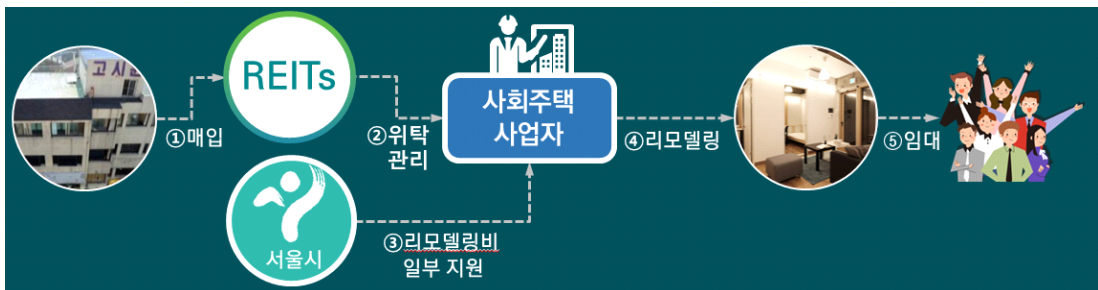 고시원
①매입
REITs
②위탁
관리
서울시
③리모델링비
일부 지원
사회주택
사업자
④리모델링
⑤임대